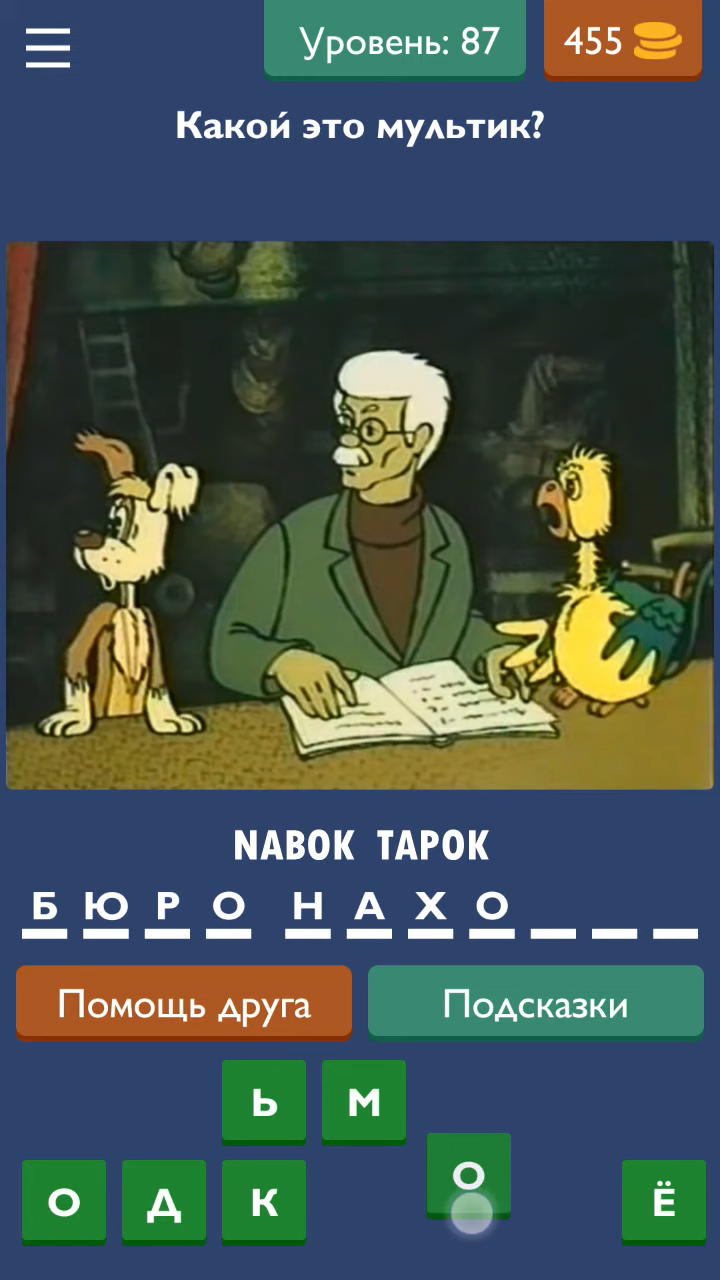 Уровень: 87
455
Какой это мультик?
NABOK TAPOK
БЮРО НАХО
Помощь друга
Подсказки
Ь М
О Д К О Ё